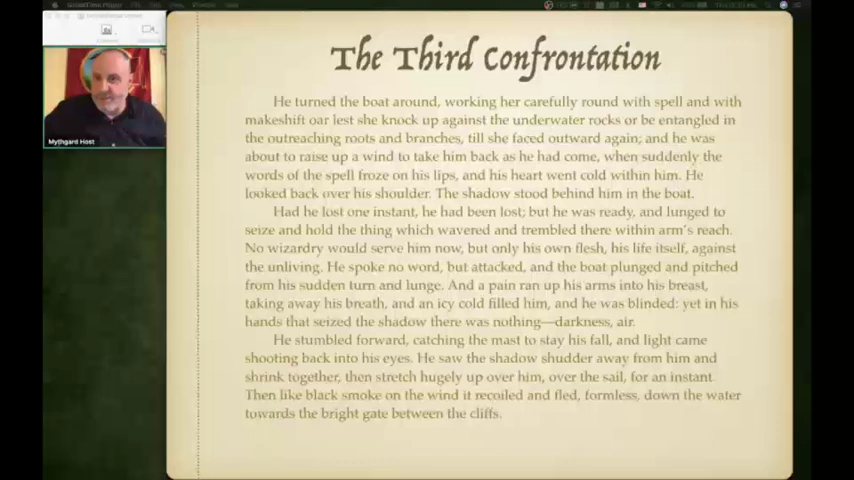 The Third Confrontation
He turned the boat around, working her carefully round with spell and with
makeshift oar lest she knock up against the underwater rocks or be entangled in
the outreaching roots and branches, till she faced outward again; and he was
about to raise up a wind to take him back as he had come, when suddenly the
words of the spell froze on his lips, and his heart went cold within him. He
looked back over his shoulder. The shadow stood behind him in the boat.
Had he lost one instant, he had been lost; but he was ready, and lunged to
seize and hold the thing which wavered and trembled there within arm's reach.
No wizardry would serve him now, but only his own flesh, his life itself, against
the unliving. He spoke no word, but attacked, and the boat plunged and pitched
from his sudden turn and lunge. And a pain ran up his arms into his breast,
taking away his breath, and an icy cold filled him, and he was blinded: yet in his
hands that seized the shadow there was nothing—darkness, air.
He stumbled forward, catching the mast to stay his fall, and light came
shooting back into his eyes. He saw the shadow shudder away from him and
shrink together, then stretch hugely up over him, over the sail, for an instant.
Then like black smoke on the wind it recoiled and fled, formless, down the water
towards the bright gate between the cliffs.
Mythgard Host